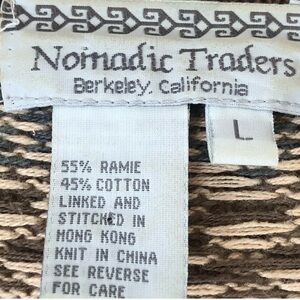 Nomadic Traders
Berkeley, California
L
55% RAMIE
45% COTTON
LINKED AND
STITCHED IN
HONG KONG
KNIT IN CHINA
SEE REVERSE
FOR CARE